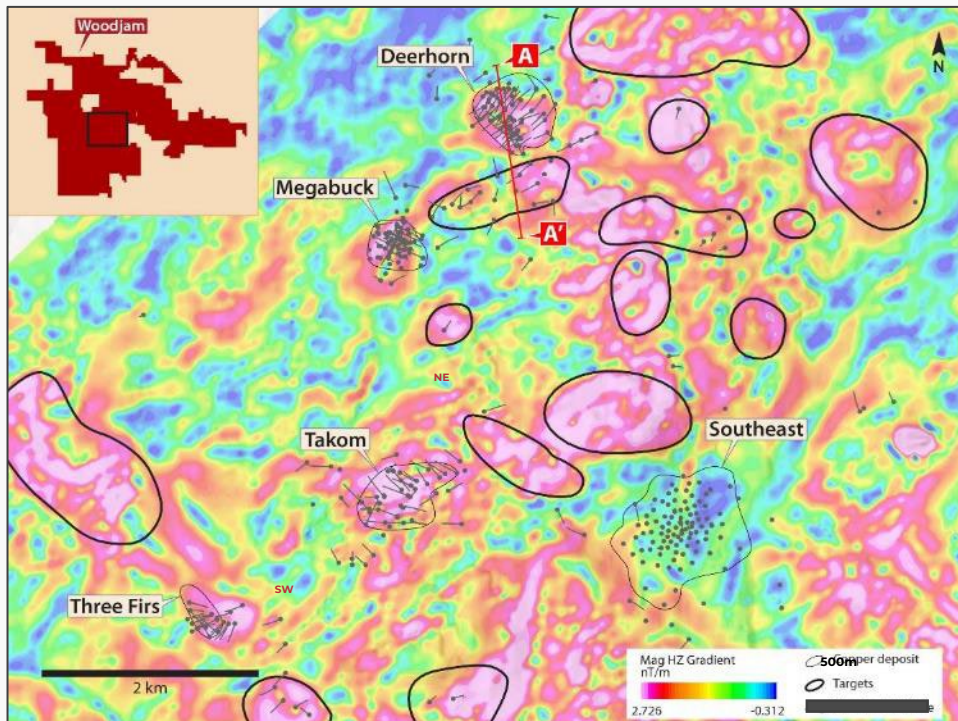 Woodjam
Deerhorn
A
N
Megabuck
A'
NE
Takom
Southeast
SW
Three Firs
2 km
Mag HZ Gradient
nT/m
2.726
-0.312
500m
deposit
Targets